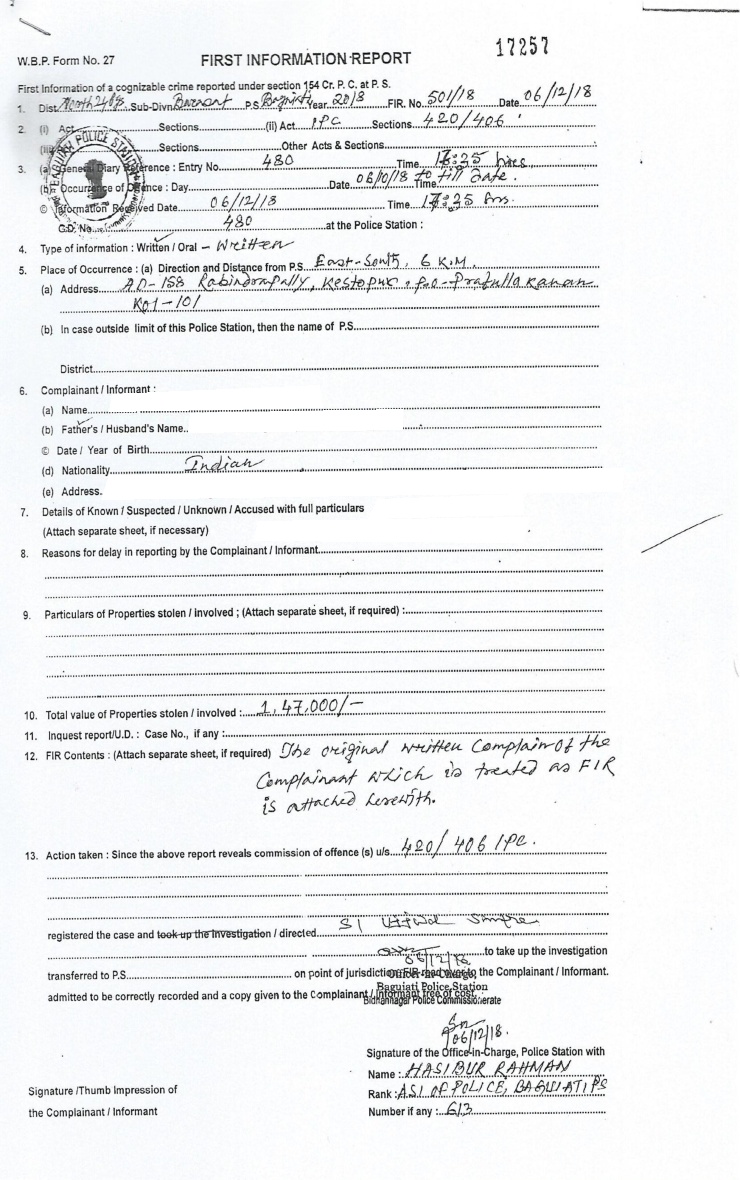 17257
W.B.P. Form No. 27
FIRST INFORMATION REPORT
First Information of a cognizable crime reported under section 154 Cr. P. C. at P. S.
1. Dist. North 24 Pgs Sub-Divn. Barasat P.S. Baguiati Year 2018 FIR. No. 501/18 Date 06/12/18
2. (i) Act Sections (ii) Act IPC Sections 420/406
Sections Other Acts & Sections
3. (a) General Diary Reference : Entry No. 480 Time 17:25 hrs
(b) Occurrence of Offence : Day Date 06/10/18 to till date. Time
© Information Received Date 06/12/18 Time 17:25 hrs.
G.D. No. 480 at the Police Station :
4. Type of information : Written / Oral – Written
5. Place of Occurrence : (a) Direction and Distance from P.S. East-South, 6 K.M.
(a) Address AD-158 Rabindrapally, Kestopur, P.o-Prafulla Kanan
Kol-101
(b) In case outside limit of this Police Station, then the name of P.S.
District
6. Complainant / Informant :
(a) Name
(b) Father's / Husband's Name..
© Date / Year of Birth
(d) Nationality Indian
(e) Address.
7. Details of Known / Suspected / Unknown / Accused with full particulars
(Attach separate sheet, if necessary)
8. Reasons for delay in reporting by the Complainant / Informant
9. Particulars of Properties stolen / involved ; (Attach separate sheet, if required) :
10. Total value of Properties stolen / involved : 1,47,000/-
11. Inquest report/U.D. : Case No., if any :
12. FIR Contents : (Attach separate sheet, if required) The original written Complain of the
Complainant which is treated as FIR
is attached herewith.
13. Action taken : Since the above report reveals commission of offence (s) u/s. 420/406 IPC.
registered the case and took up the investigation / directed SI Ujjwal
06/12/18 to take up the investigation
transferred to P.S. on point of jurisdiction FIR read over to the Complainant / Informant.
Officer-in-Charge
admitted to be correctly recorded and a copy given to the Complainant / Informant free of cost.
Baguiati Police Station
Bidhannagar Police Commissionerate
06/12/18.
Signature of the Office-in-Charge, Police Station with
Name : HASIBUR RAHMAN
Rank : ASI OF POLICE, BAGUIATI PS
Number if any : 613
Signature /Thumb Impression of
the Complainant / Informant